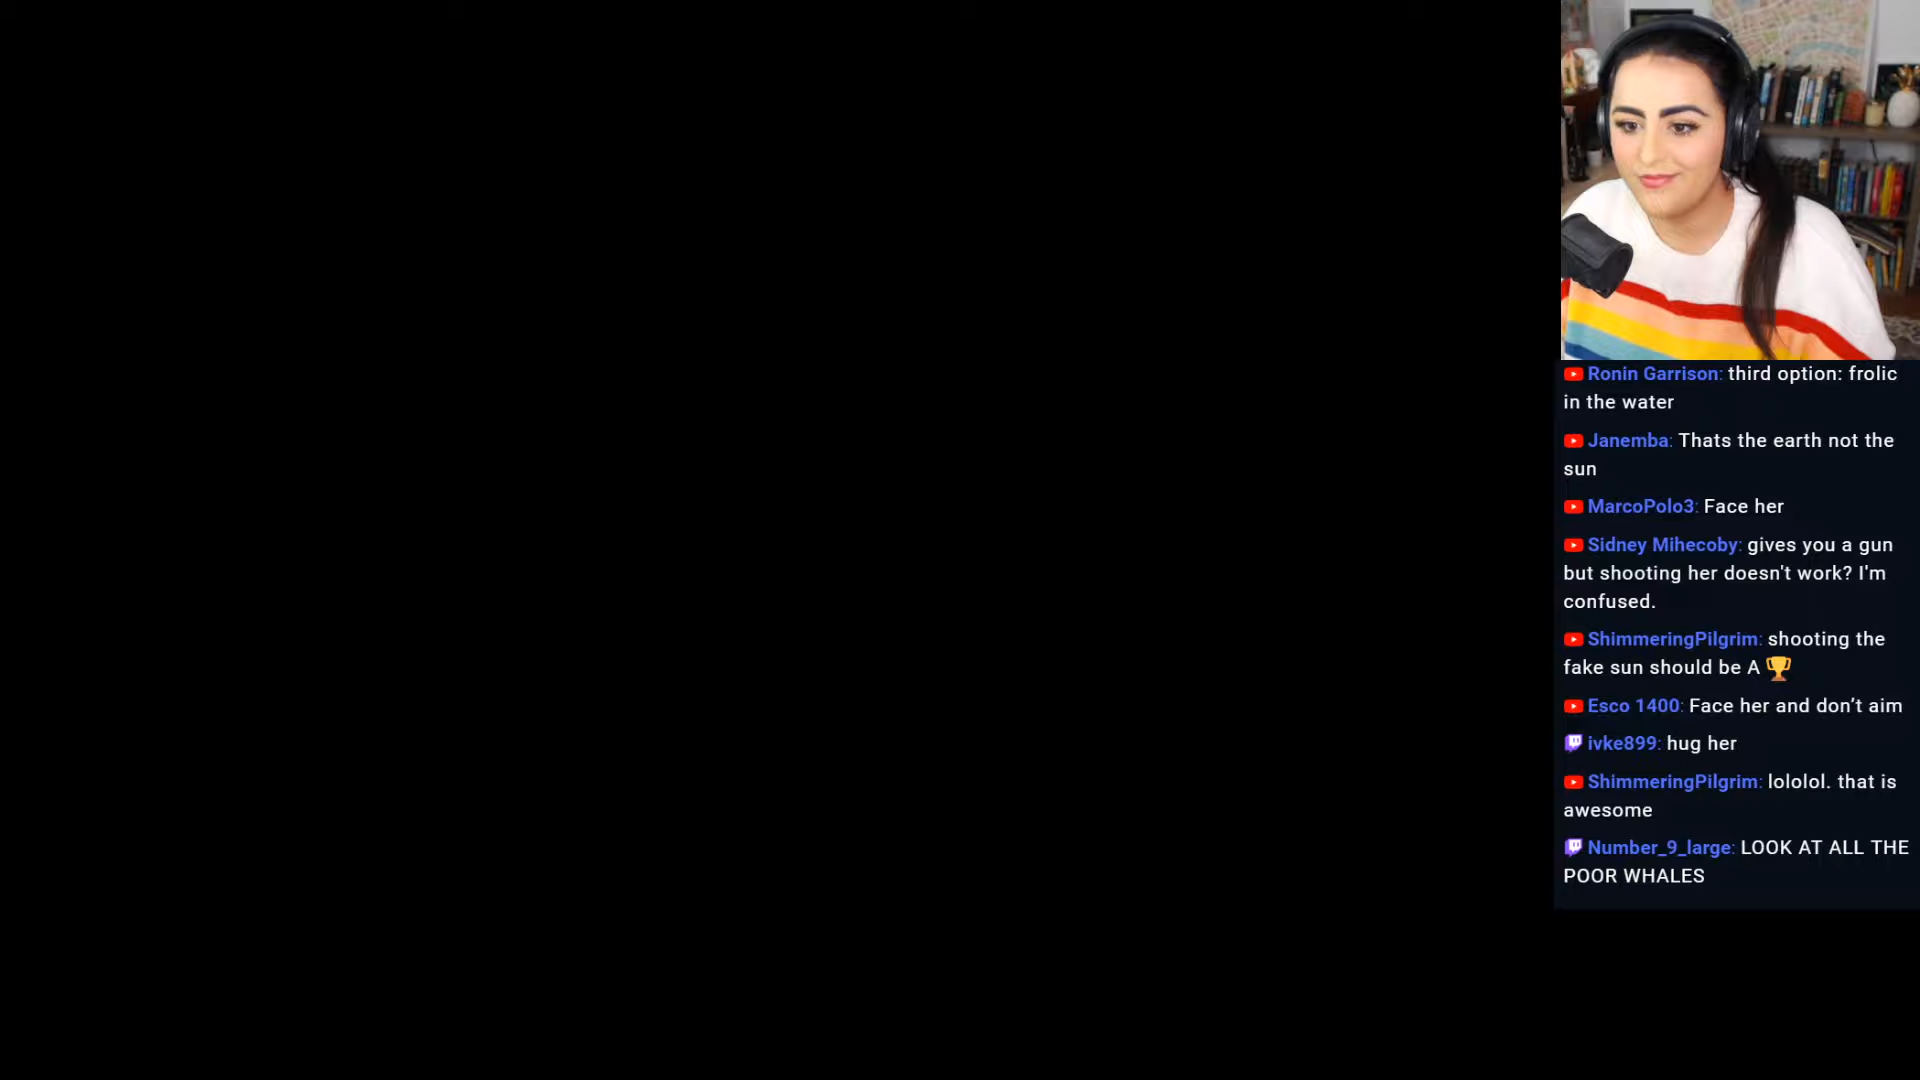 Ronin Garrison: third option: frolic
in the water
Janemba: Thats the earth not the
sun
MarcoPolo3: Face her
Sidney Mihecoby: gives you a gun
but shooting her doesn't work? I'm
confused.
ShimmeringPilgrim: shooting the
fake sun should be A 🏆
Esco 1400: Face her and don’t aim
ivke899: hug her
ShimmeringPilgrim: lololol. that is
awesome
Number_9_large: LOOK AT ALL THE
POOR WHALES